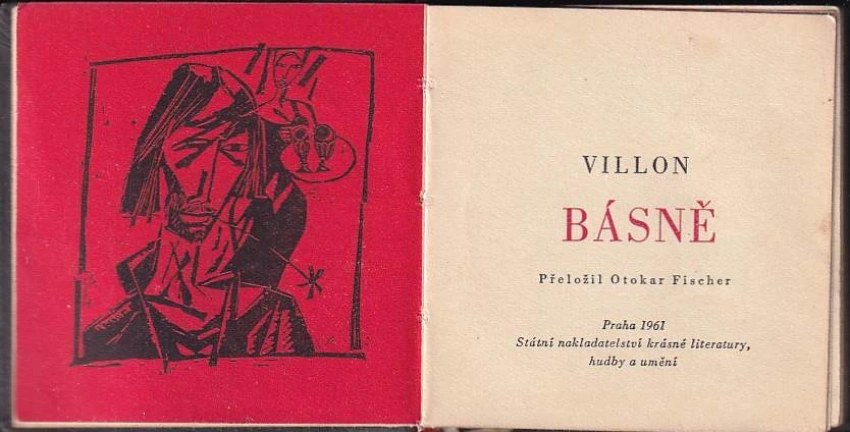 VILLON
BÁSNĚ
Přeložil Otokar Fischer
Praha 1961
Státní nakladatelství krásné literatury,
hudby a umění